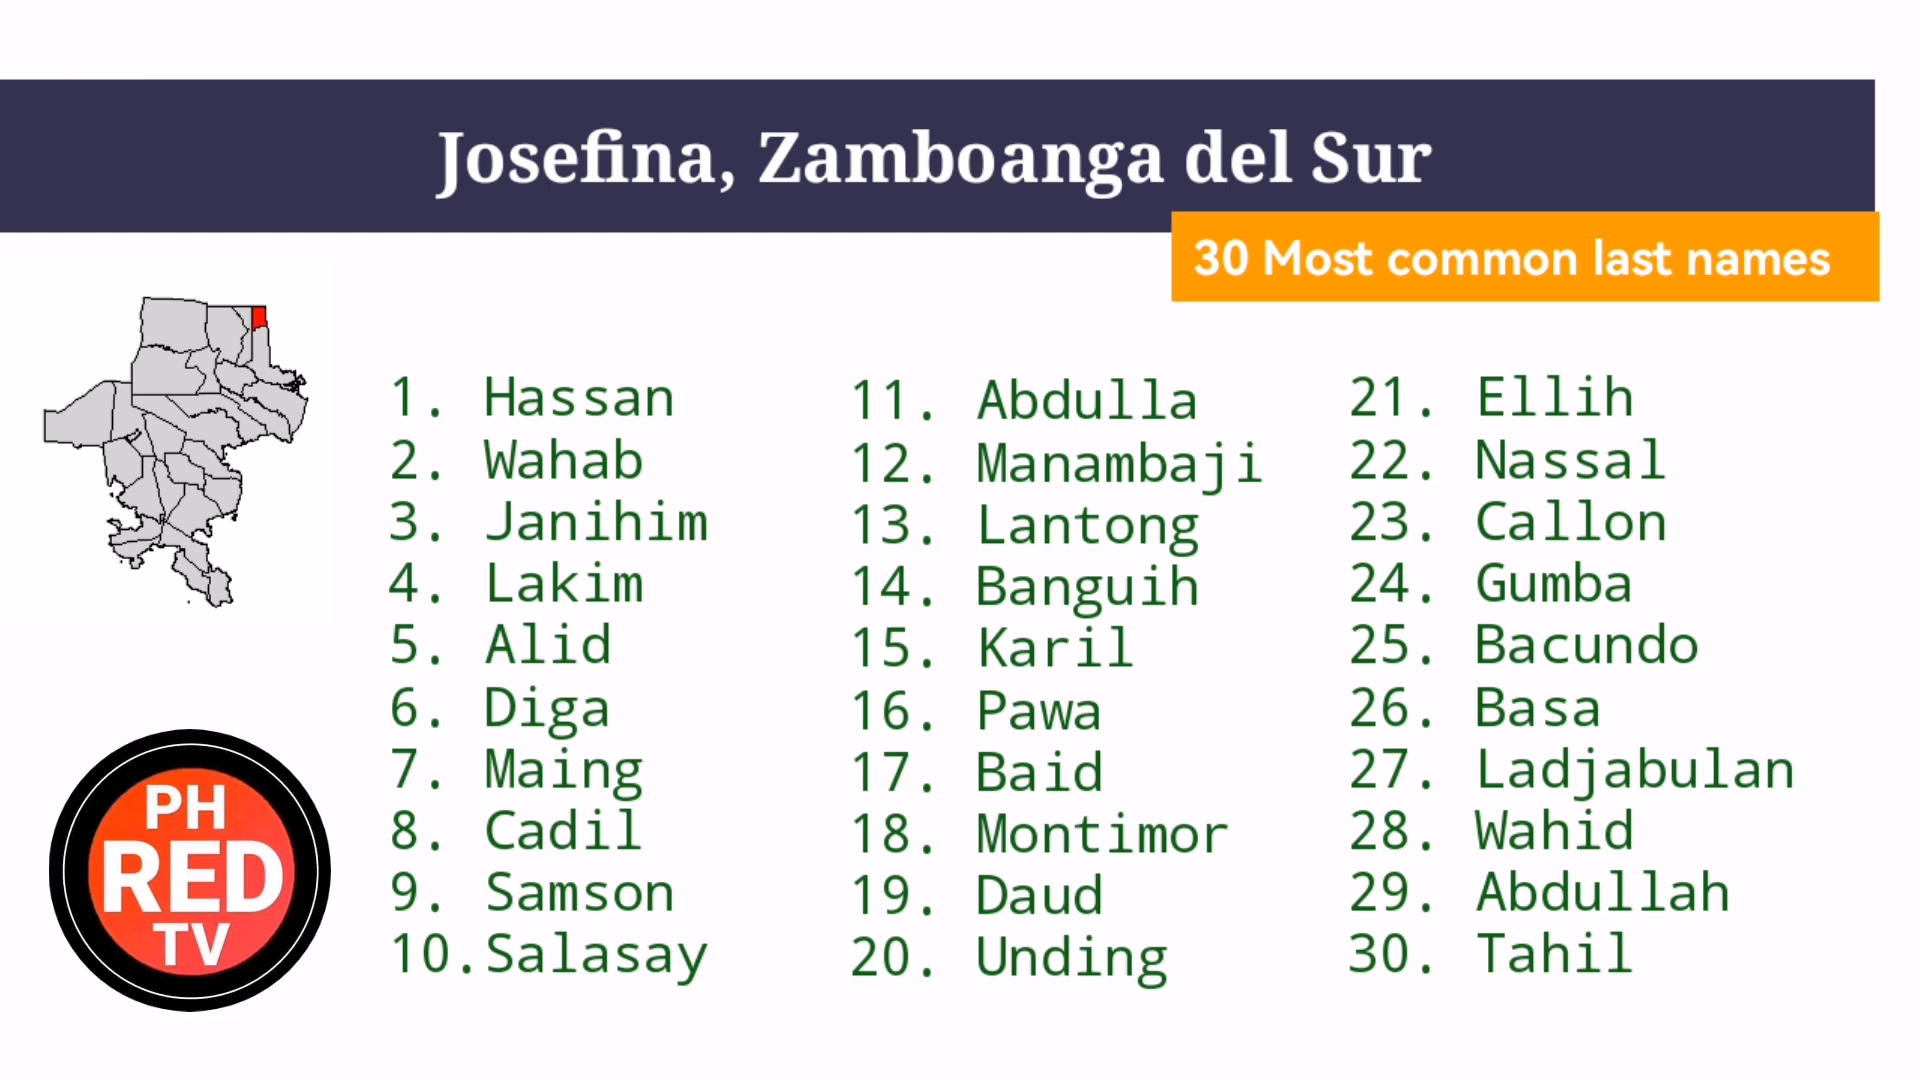 Josefina, Zamboanga del Sur
30 Most common last names
1. Hassan
2. Wahab
3. Janihim
4. Lakim
5. Alid
6. Diga
7. Maing
8. Cadil
9. Samson
10.Salasay
11. Abdulla
12. Manambaji
13. Lantong
14. Banguih
15. Karil
16. Pawa
17. Baid
18. Montimor
19. Daud
20. Unding
21. Ellih
22. Nassal
23. Callon
24. Gumba
25. Bacundo
26. Basa
27. Ladjabulan
28. Wahid
29. Abdullah
30. Tahil
PH
RED
TV